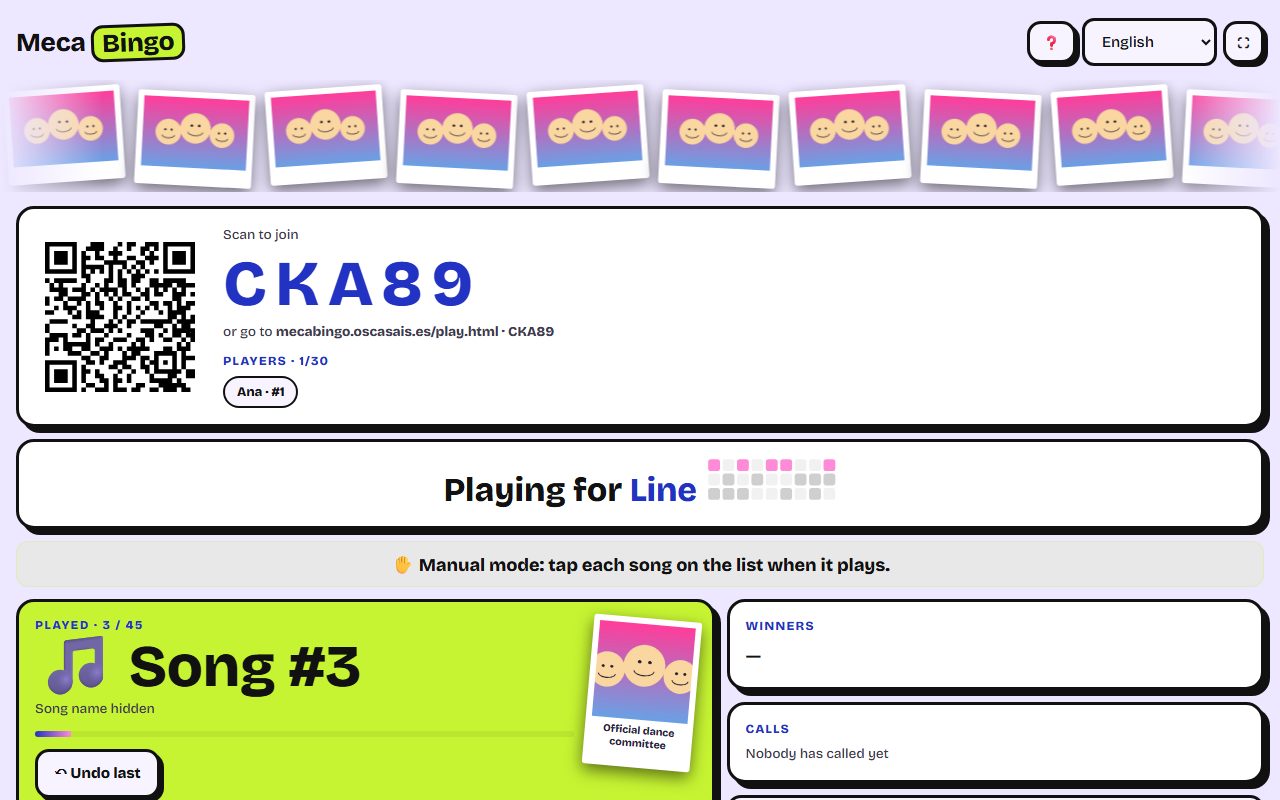 Meca Bingo
English
Scan to join
CKA89
or go to mecabingo.oscasais.es/play.html · CKA89
PLAYERS · 1/30
Ana · #1
Playing for Line
✋ Manual mode: tap each song on the list when it plays.
PLAYED · 3 / 45
🎵 Song #3
Song name hidden
Official dance
committee
↶ Undo last
WINNERS
—
CALLS
Nobody has called yet